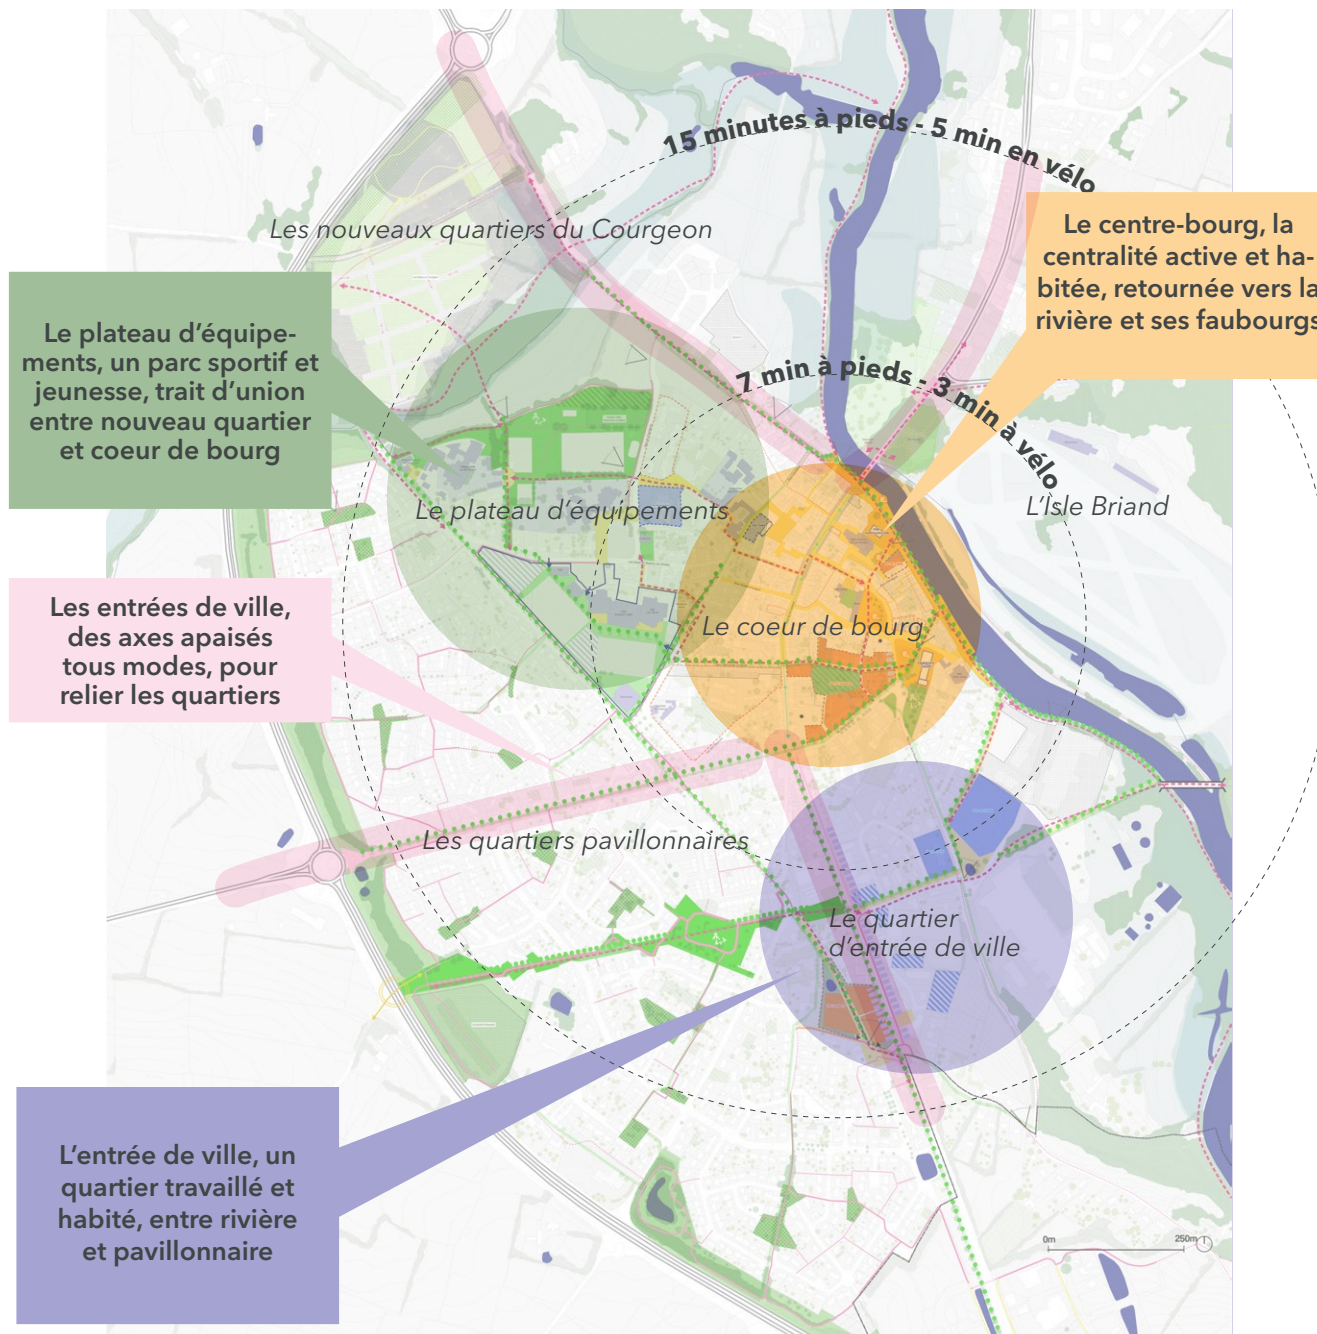 15 minutes à pieds - 5 min en vélo
Les nouveaux quartiers du Courgeon
Le centre-bourg, la
centralité active et ha-
bitée, retournée vers la
rivière et ses faubourgs
Le plateau d'équipe-
ments, un parc sportif et
jeunesse, trait d'union
entre nouveau quartier
et coeur de bourg
7 min à pieds - 3 min à vélo
L'Isle Briand
Le plateau d'équipements
Les entrées de ville,
des axes apaisés
tous modes, pour
relier les quartiers
Le coeur de bourg
Les quartiers pavillonnaires
Le quartier
d'entrée de ville
L'entrée de ville, un
quartier travaillé et
habité, entre rivière
et pavillonnaire
0m 250m